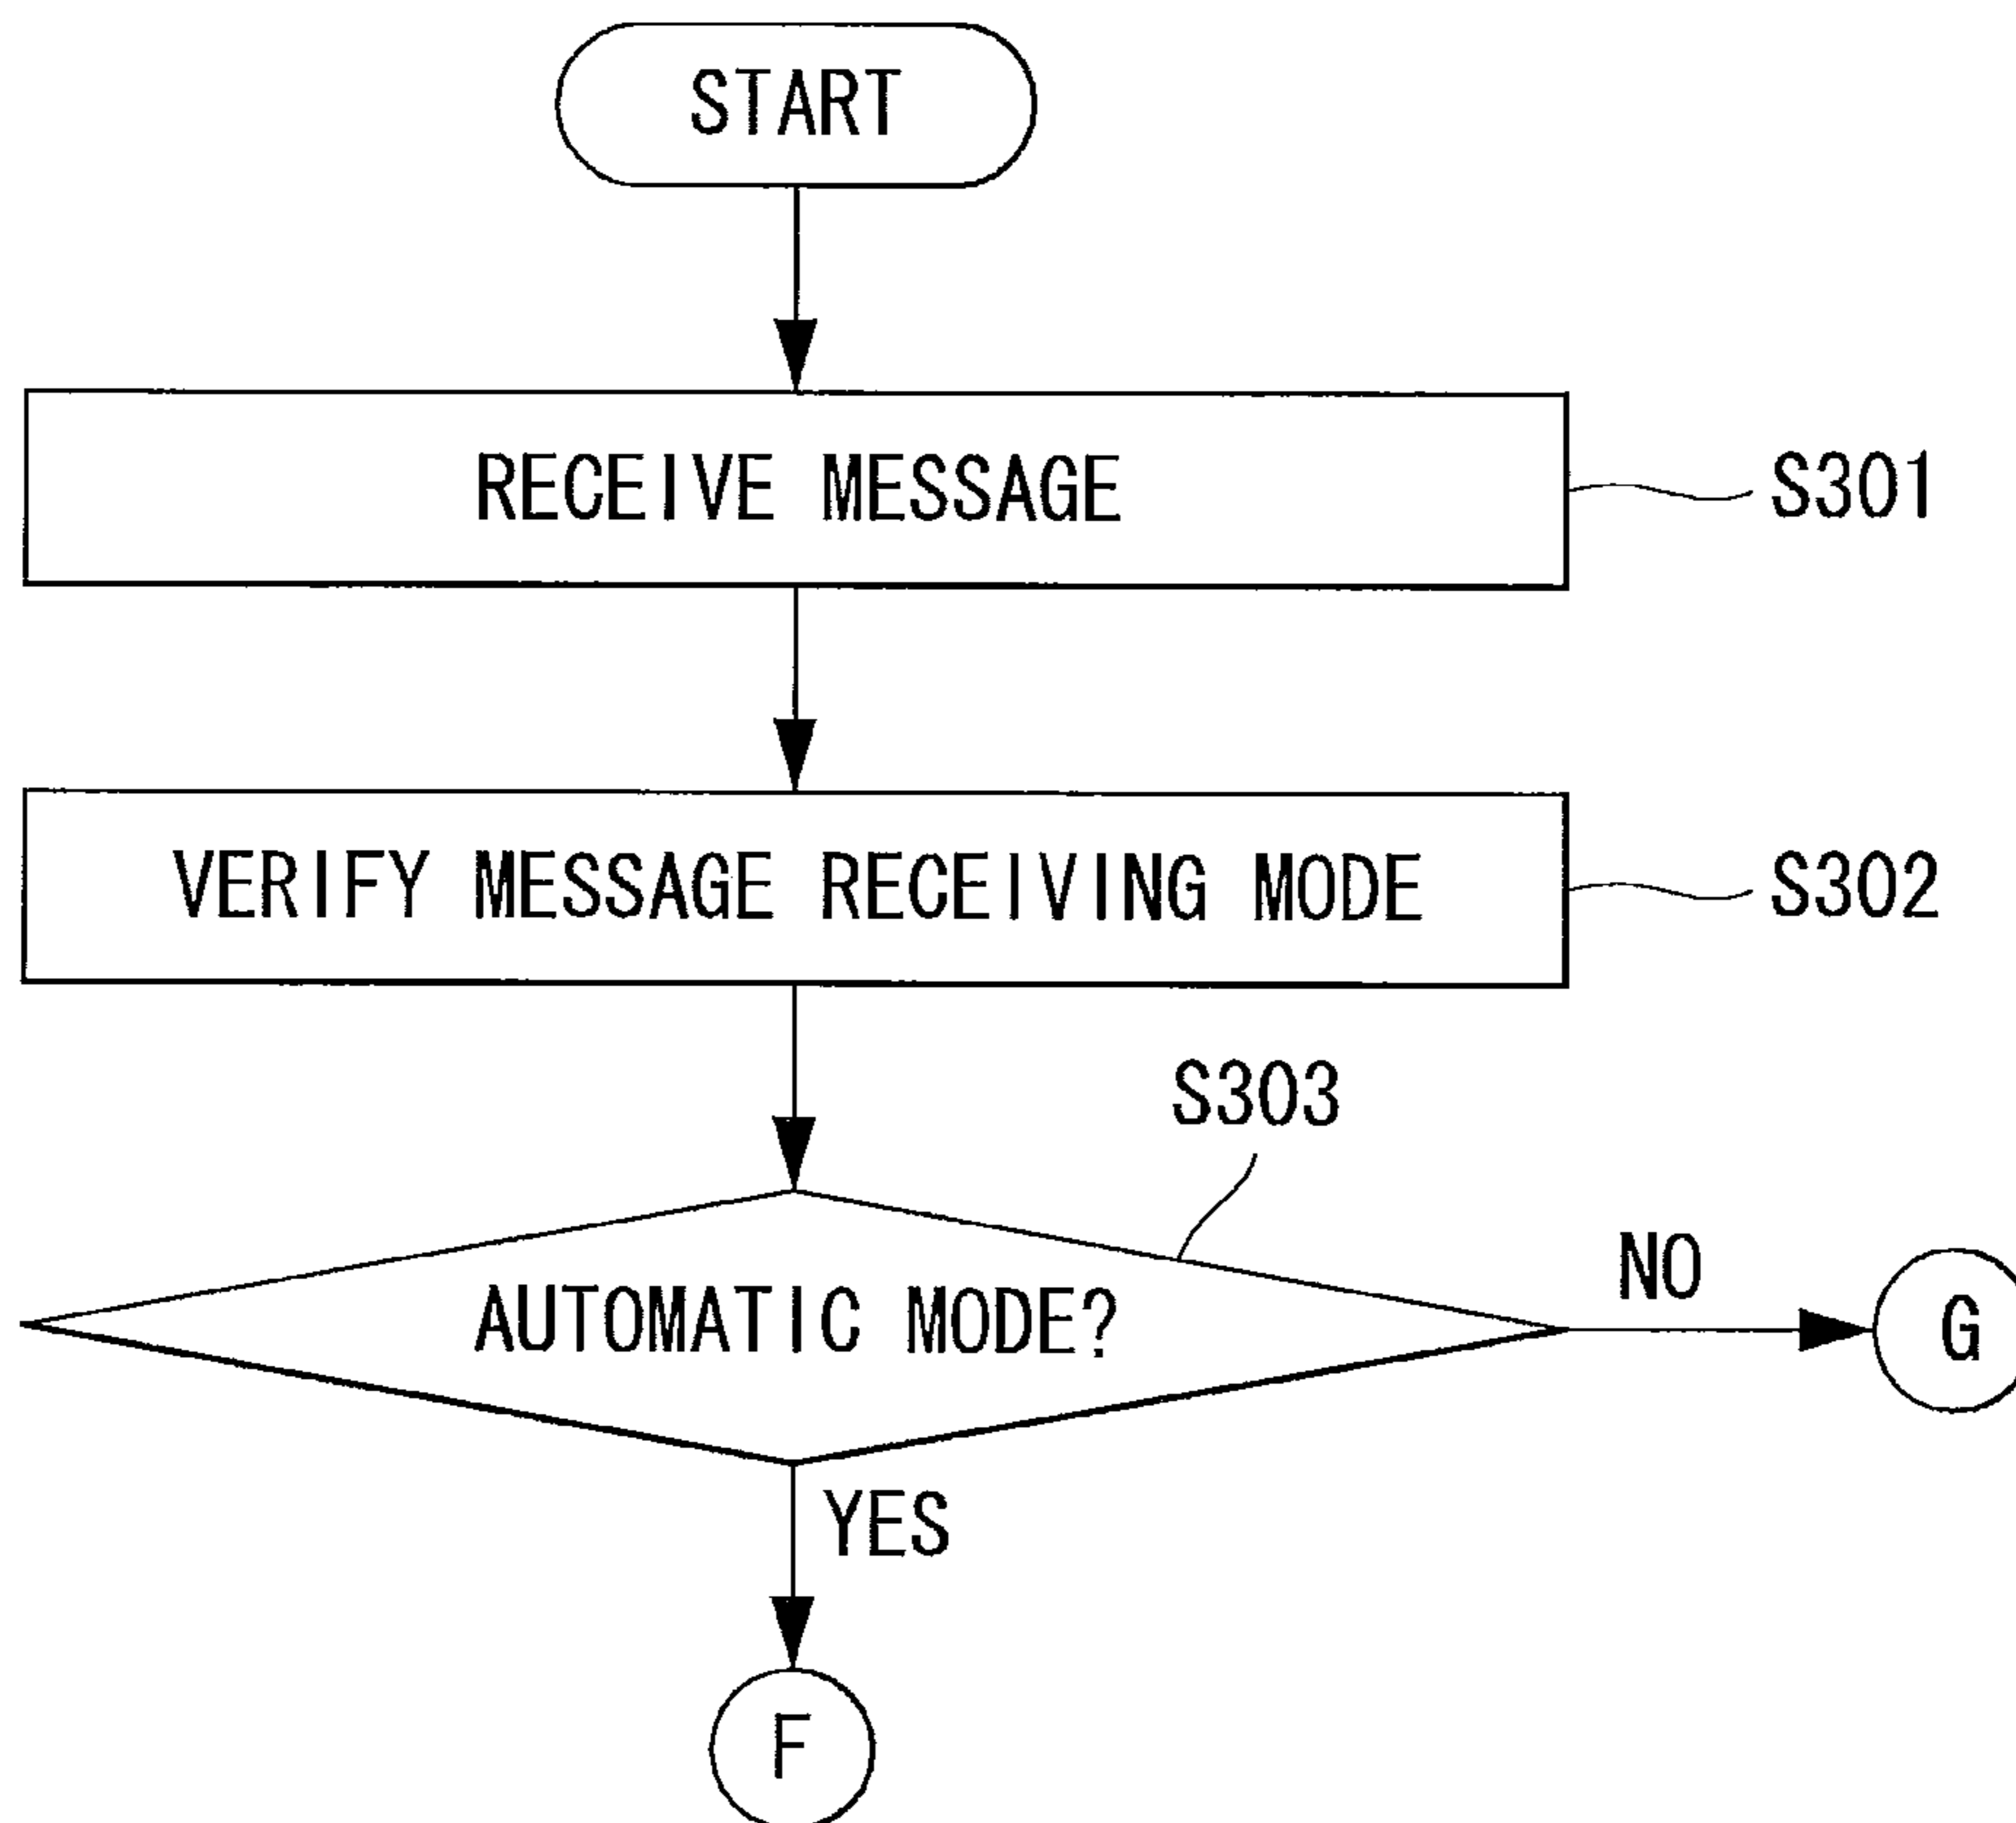 START
RECEIVE MESSAGE
S301
VERIFY MESSAGE RECEIVING MODE
S302
S303
AUTOMATIC MODE?
NO
G
YES
F